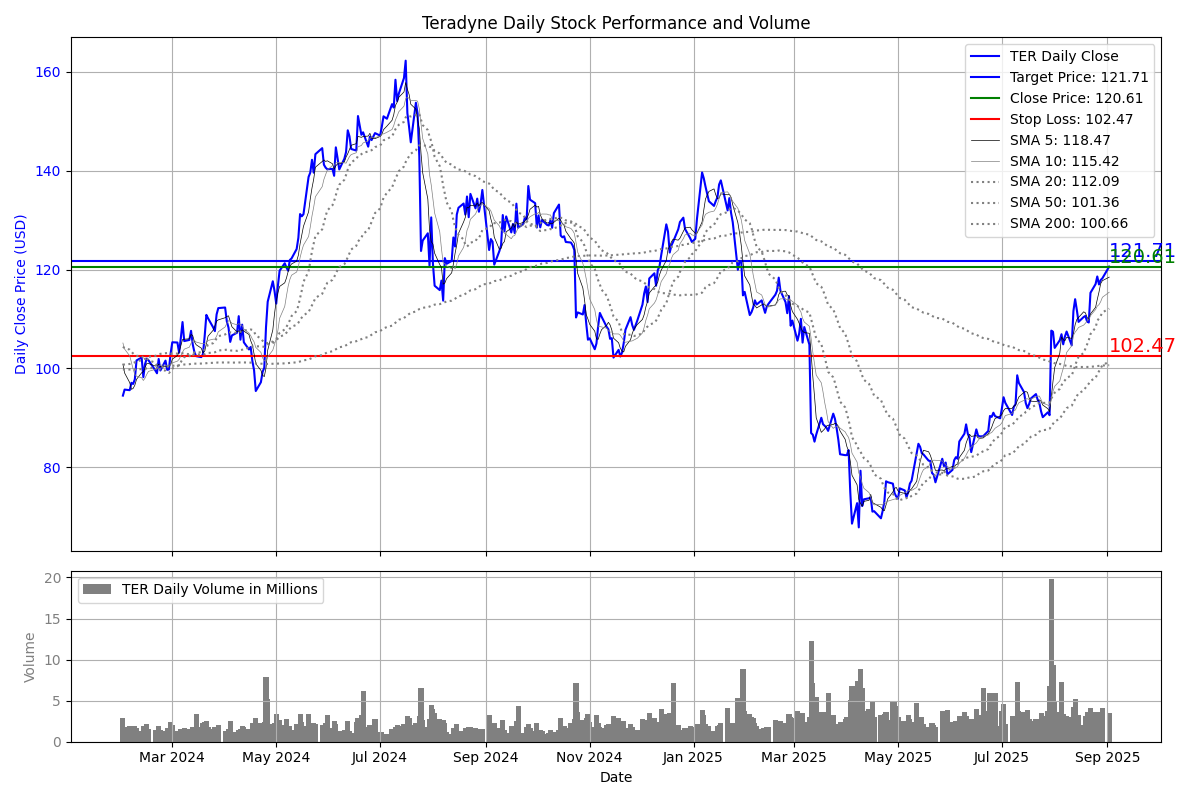 Teradyne Daily Stock Performance and Volume
Daily Close Price (USD)
160
140
120
100
80
TER Daily Close
Target Price: 121.71
Close Price: 120.61
Stop Loss: 102.47
SMA 5: 118.47
SMA 10: 115.42
SMA 20: 112.09
SMA 50: 101.36
SMA 200: 100.66
121.71
120.61
102.47
TER Daily Volume in Millions
Volume
20
15
10
5
0
Mar 2024 May 2024 Jul 2024 Sep 2024 Nov 2024 Jan 2025 Mar 2025 May 2025 Jul 2025 Sep 2025
Date